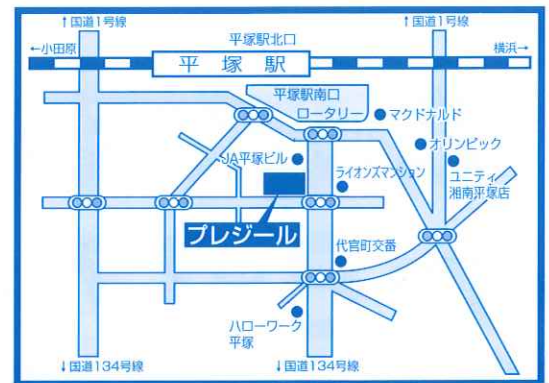 ↑国道1号線
↑国道1号線
平塚駅北口
←小田原
横浜→
平塚駅
平塚駅南口
ロータリー
マクドナルド
オリンピック
JA平塚ビル
ライオンズマンション
ユニティ
湘南平塚店
プレジール
代官町交番
ハローワーク
平塚
↓国道134号線
↓国道134号線